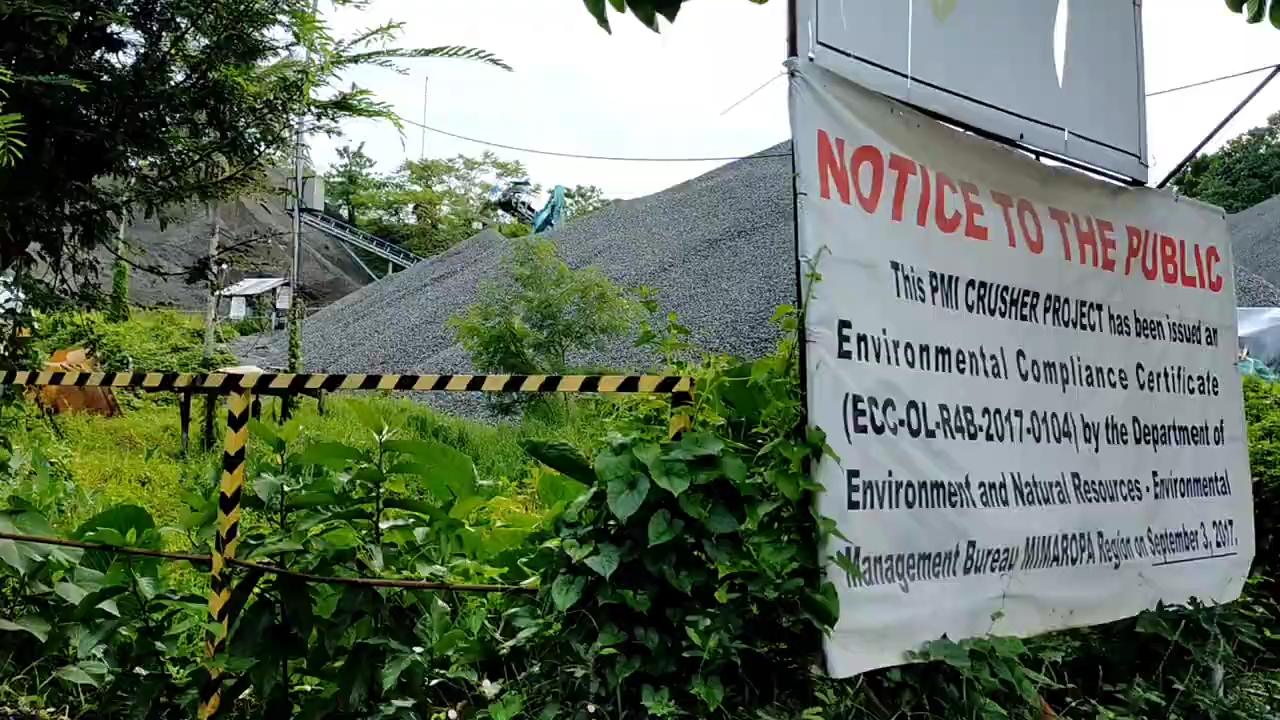 NOTICE TO THE PUBLIC
This PMI CRUSHER PROJECT has been issued an
Environmental Compliance Certificate
(ECC-OL-R4B-2017-0104) by the Department of
Environment and Natural Resources - Environmental
Management Bureau MIMAROPA Region on September 3, 2017.